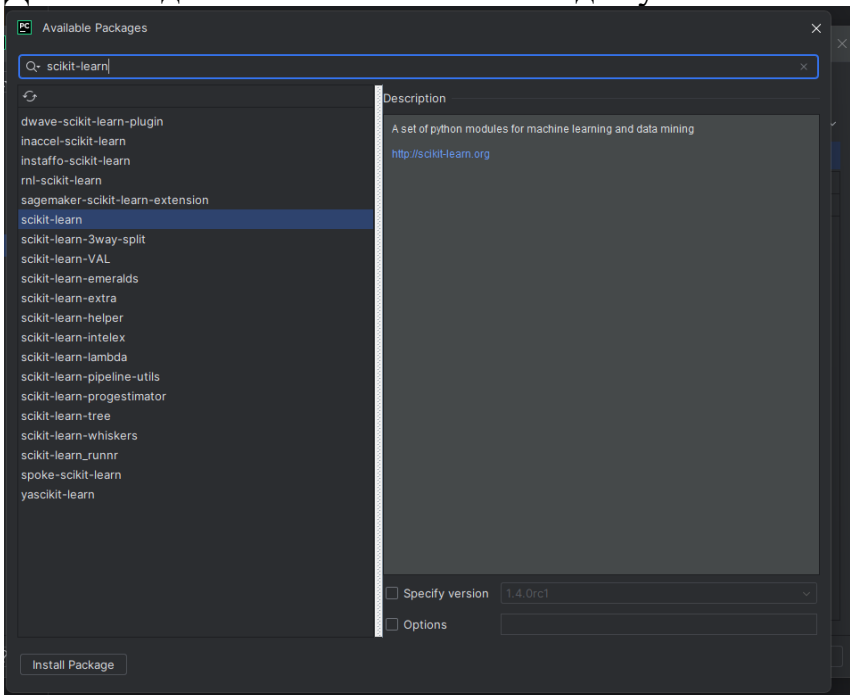 PC Available Packages
scikit-learn
dwave-scikit-learn-plugin
inaccel-scikit-learn
instaffo-scikit-learn
rnl-scikit-learn
sagemaker-scikit-learn-extension
scikit-learn
scikit-learn-3way-split
scikit-learn-VAL
scikit-learn-emeralds
scikit-learn-extra
scikit-learn-helper
scikit-learn-intelex
scikit-learn-lambda
scikit-learn-pipeline-utils
scikit-learn-progestimator
scikit-learn-tree
scikit-learn-whiskers
scikit-learn_runnr
spoke-scikit-learn
yascikit-learn
Description
A set of python modules for machine learning and data mining
http://scikit-learn.org
Specify version 1.4.0rc1
Options
Install Package